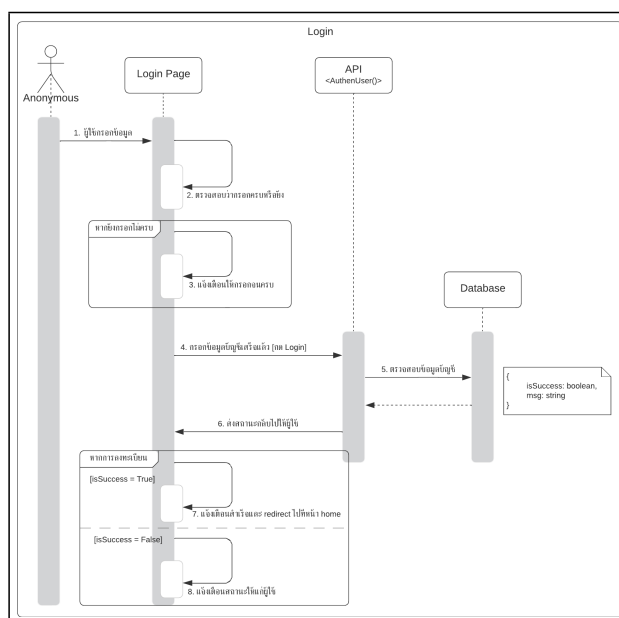 Login
Anonymous
Login Page
API
<AuthenUser()>
1. ผู้ใช้กรอกข้อมูล
2. ตรวจสอบว่ากรอกครบหรือยัง
หากยังกรอกไม่ครบ
3. แจ้งเตือนให้กรอกจนครบ
Database
4. กรอกข้อมูลบัญชีเสร็จแล้ว [กด Login]
5. ตรวจสอบข้อมูลบัญชี
{
isSuccess: boolean,
msg: string
}
6. ส่งสถานะกลับไปให้ผู้ใช้
หากการลงทะเบียน
[isSuccess = True]
7. แจ้งเตือนสำเร็จและ redirect ไปที่หน้า home
[isSuccess = False]
8. แจ้งเตือนสถานะให้แก่ผู้ใช้